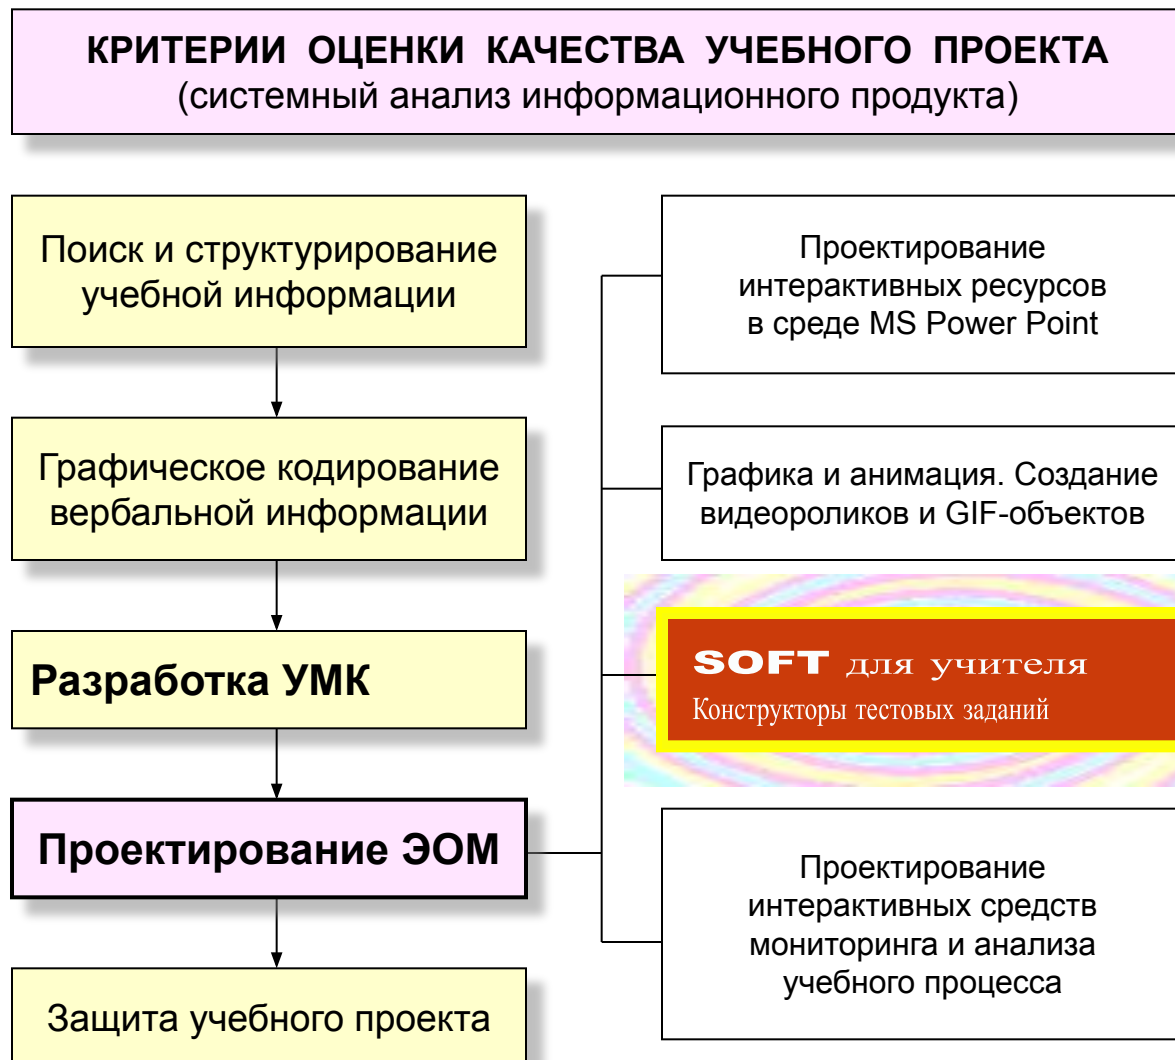 КРИТЕРИИ ОЦЕНКИ КАЧЕСТВА УЧЕБНОГО ПРОЕКТА
(системный анализ информационного продукта)
Поиск и структурирование
учебной информации
Графическое кодирование
вербальной информации
Разработка УМК
Проектирование ЭОМ
Защита учебного проекта
Проектирование
интерактивных ресурсов
в среде MS Power Point
Графика и анимация. Создание
видеороликов и GIF-объектов
SOFT для учителя
Конструкторы тестовых заданий
Проектирование
интерактивных средств
мониторинга и анализа
учебного процесса